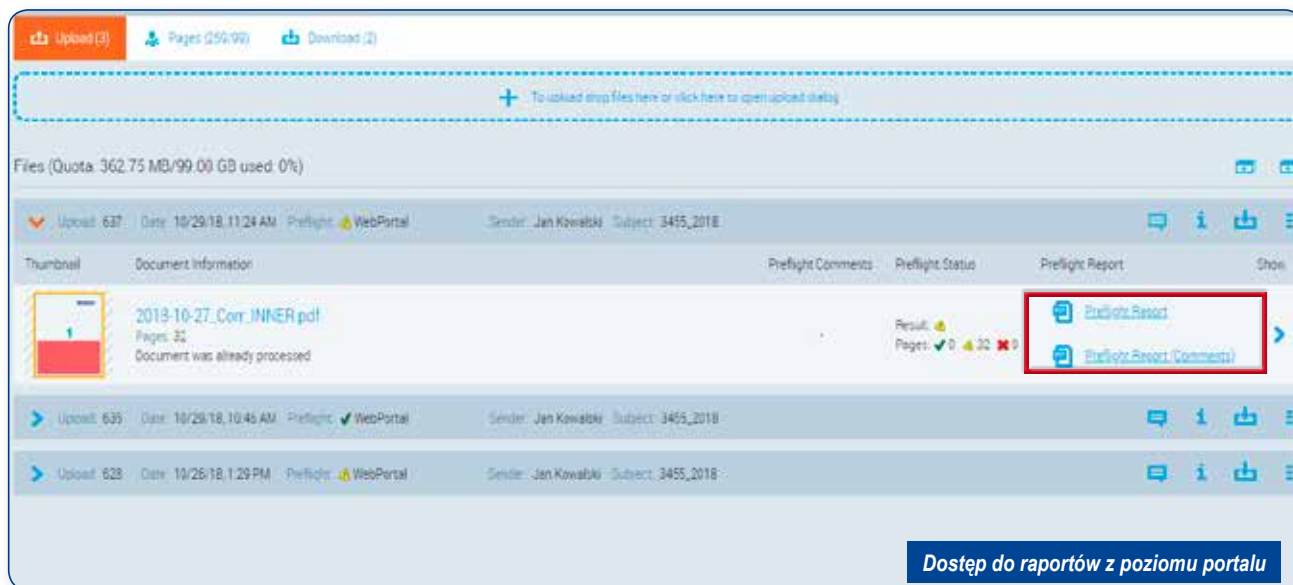 Upload (3) Pages (259/99) Download (2)
To upload drop files here or click here to open upload dialog
Files (Quota: 362.75 MB/99.00 GB used: 0%)
Upload: 637 Date: 10/29/18, 11:24 AM Preflight: WebPortal Sender: Jan Kowalski Subject: 3455_2018
Thumbnail Document Information Preflight Comments Preflight Status Preflight Report Show
1
2018-10-27_Corr_INNER.pdf
Pages: 32
Document was already processed
-
Result:
Pages: 0 32 0
Preflight Report
Preflight Report (Comments)
Upload: 635 Date: 10/29/18, 10:46 AM Preflight: WebPortal Sender: Jan Kowalski Subject: 3455_2018
Upload: 628 Date: 10/26/18, 1:29 PM Preflight: WebPortal Sender: Jan Kowalski Subject: 3455_2018
Dostęp do raportów z poziomu portalu